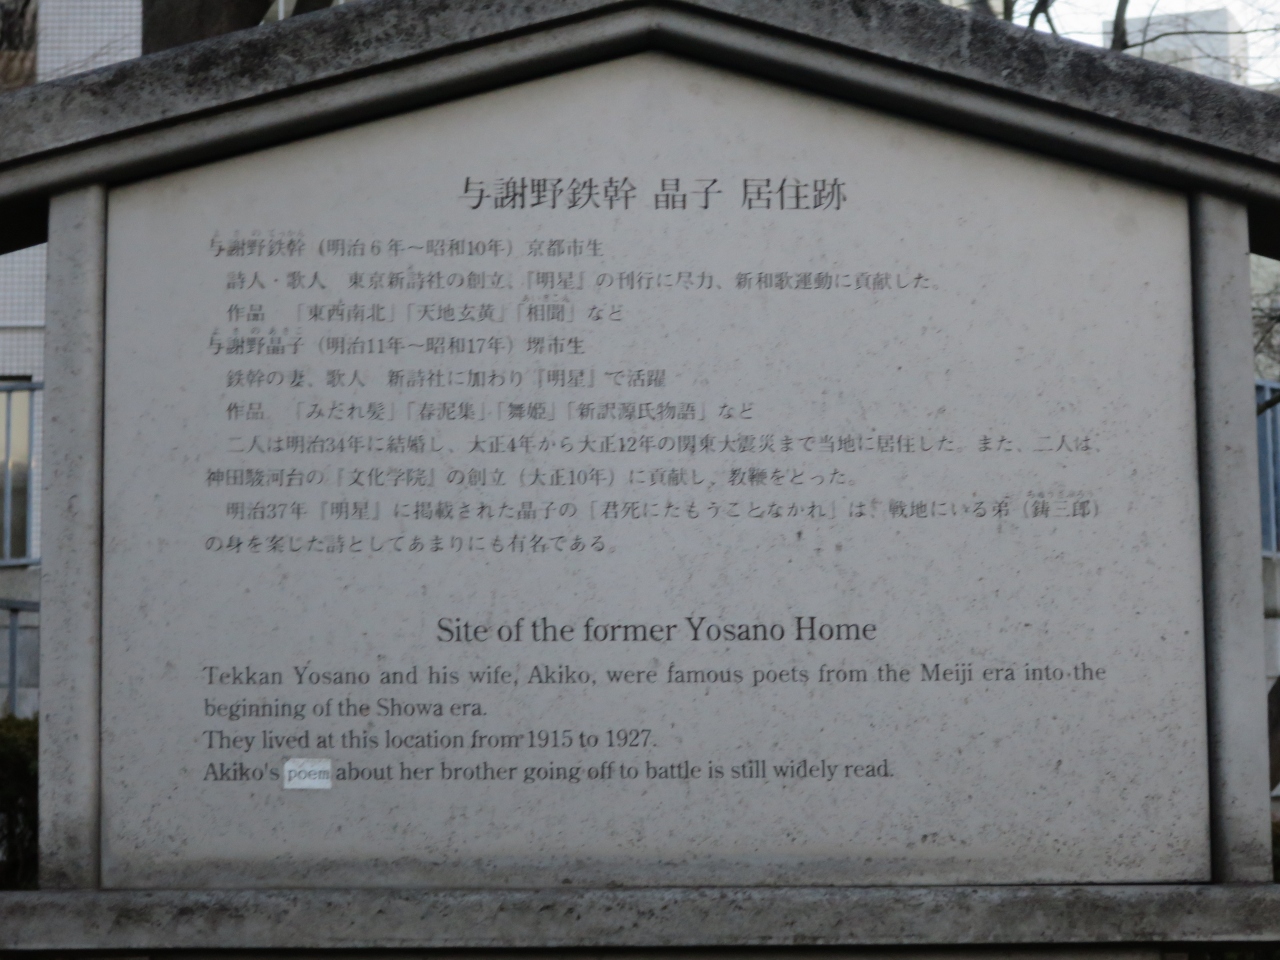 与謝野鉄幹 晶子 居住跡
与謝野鉄幹（明治6年～昭和10年）京都市生
詩人・歌人　東京新詩社の創立、『明星』の刊行に尽力、新和歌運動に貢献した。
作品　「東西南北」「天地玄黄」「相聞」など
与謝野晶子（明治11年～昭和17年）堺市生
鉄幹の妻、歌人　新詩社に加わり『明星』で活躍
作品　「みだれ髪」「春泥集」「舞姫」「新訳源氏物語」など
二人は明治34年に結婚し、大正4年から大正12年の関東大震災まで当地に居住した。また、二人は、
神田駿河台の『文化学院』の創立（大正10年）に貢献し、教鞭をとった。
明治37年『明星』に掲載された晶子の「君死にたもうことなかれ」は、戦地にいる弟（鋳三郎）
の身を案じた詩としてあまりにも有名である。
Site of the former Yosano Home
Tekkan Yosano and his wife, Akiko, were famous poets from the Meiji era into the
beginning of the Showa era.
They lived at this location from 1915 to 1927.
Akiko's poem about her brother going off to battle is still widely read.